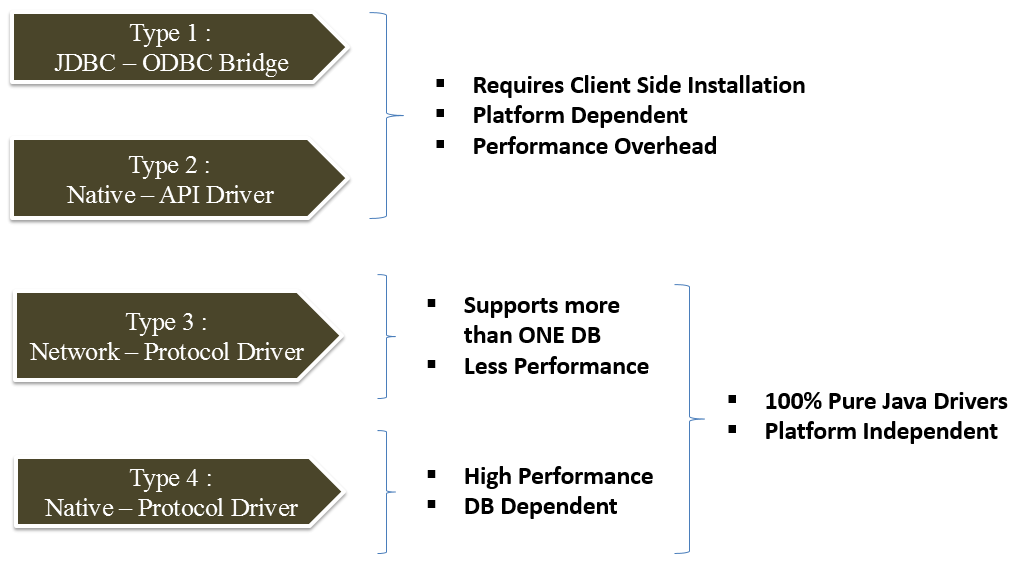 Type 1 :
JDBC – ODBC Bridge
▪ Requires Client Side Installation
▪ Platform Dependent
▪ Performance Overhead
Type 2 :
Native – API Driver
Type 3 :
Network – Protocol Driver
▪ Supports more
than ONE DB
▪ Less Performance
▪ 100% Pure Java Drivers
▪ Platform Independent
Type 4 :
Native – Protocol Driver
▪ High Performance
▪ DB Dependent